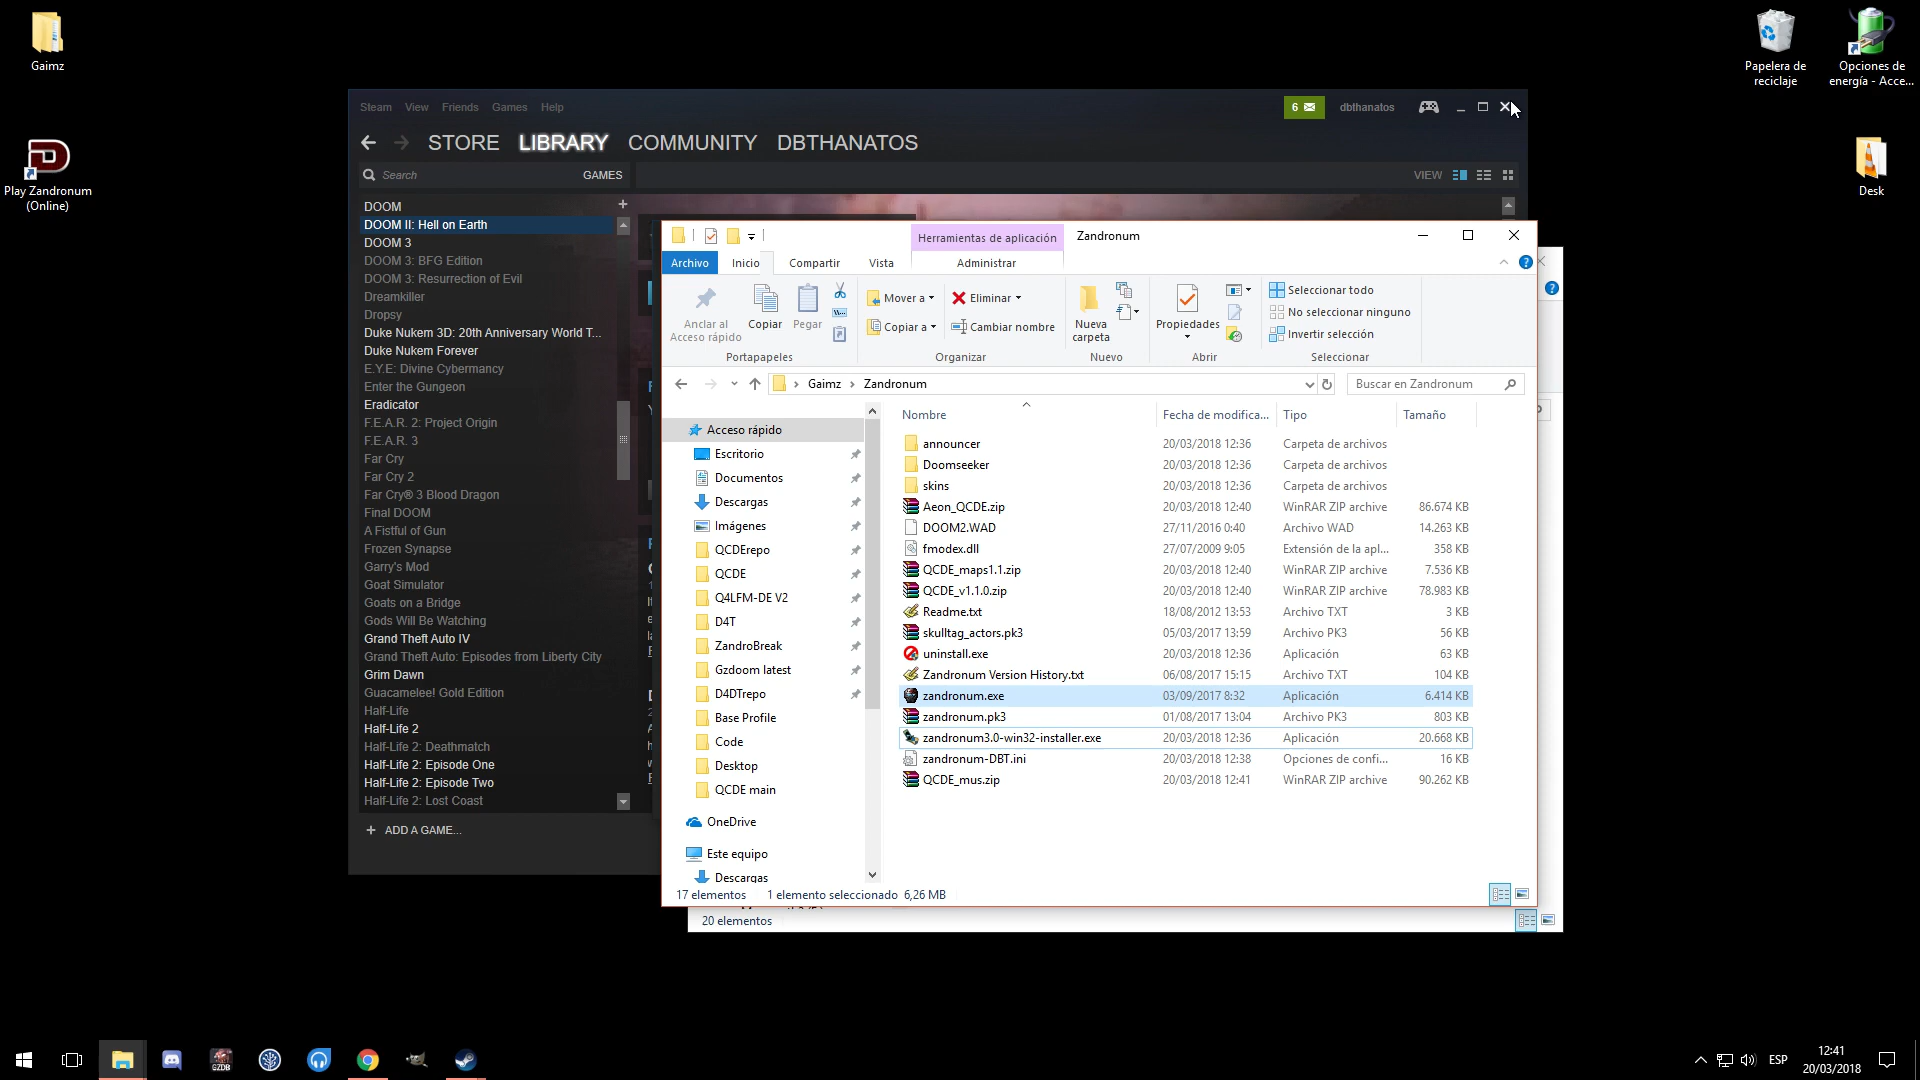 Gaimz
Play Zandronum
(Online)
Papelera de
reciclaje
Opciones de
energía - Acce...
Desk
Steam View Friends Games Help
6
dbthanatos
STORE LIBRARY COMMUNITY DBTHANATOS
Search
GAMES
VIEW
DOOM
DOOM II: Hell on Earth
DOOM 3
DOOM 3: BFG Edition
DOOM 3: Resurrection of Evil
Dreamkiller
Dropsy
Duke Nukem 3D: 20th Anniversary World T...
Duke Nukem Forever
E.Y.E: Divine Cybermancy
Enter the Gungeon
Eradicator
F.E.A.R. 2: Project Origin
F.E.A.R. 3
Far Cry
Far Cry 2
Far Cry® 3 Blood Dragon
Final DOOM
A Fistful of Gun
Frozen Synapse
Garry's Mod
Goat Simulator
Goats on a Bridge
Gods Will Be Watching
Grand Theft Auto IV
Grand Theft Auto: Episodes from Liberty City
Grim Dawn
Guacamelee! Gold Edition
Half-Life
Half-Life 2
Half-Life 2: Deathmatch
Half-Life 2: Episode One
Half-Life 2: Episode Two
Half-Life 2: Lost Coast
+ ADD A GAME...
Herramientas de aplicación
Zandronum
Archivo Inicio Compartir Vista Administrar
Anclar al
Acceso rápido
Copiar
Pegar
Mover a
Copiar a
Eliminar
Cambiar nombre
Nueva
carpeta
Propiedades
Seleccionar todo
No seleccionar ninguno
Invertir selección
Portapapeles Organizar Nuevo Abrir Seleccionar
Gaimz > Zandronum
Buscar en Zandronum
Acceso rápido
Escritorio
Documentos
Descargas
Imágenes
QCDErepo
QCDE
Q4LFM-DE V2
D4T
ZandroBreak
Gzdoom latest
D4DTrepo
Base Profile
Code
Desktop
QCDE main
OneDrive
Este equipo
Descargas
Nombre Fecha de modifica... Tipo Tamaño
announcer 20/03/2018 12:36 Carpeta de archivos
Doomseeker 20/03/2018 12:36 Carpeta de archivos
skins 20/03/2018 12:36 Carpeta de archivos
Aeon_QCDE.zip 20/03/2018 12:40 WinRAR ZIP archive 86.674 KB
DOOM2.WAD 27/11/2016 0:40 Archivo WAD 14.263 KB
fmodex.dll 27/07/2009 9:05 Extensión de la apl... 358 KB
QCDE_maps1.1.zip 20/03/2018 12:40 WinRAR ZIP archive 7.536 KB
QCDE_v1.1.0.zip 20/03/2018 12:40 WinRAR ZIP archive 78.983 KB
Readme.txt 18/08/2012 13:53 Archivo TXT 3 KB
skulltag_actors.pk3 05/03/2017 13:59 Archivo PK3 56 KB
uninstall.exe 20/03/2018 12:36 Aplicación 63 KB
Zandronum Version History.txt 06/08/2017 15:15 Archivo TXT 104 KB
zandronum.exe 03/09/2017 8:32 Aplicación 6.414 KB
zandronum.pk3 01/08/2017 13:04 Archivo PK3 803 KB
zandronum3.0-win32-installer.exe 20/03/2018 12:36 Aplicación 20.668 KB
zandronum-DBT.ini 20/03/2018 12:38 Opciones de confi... 16 KB
QCDE_mus.zip 20/03/2018 12:41 WinRAR ZIP archive 90.262 KB
17 elementos 1 elemento seleccionado 6,26 MB
20 elementos
GZDB
ESP
12:41
20/03/2018